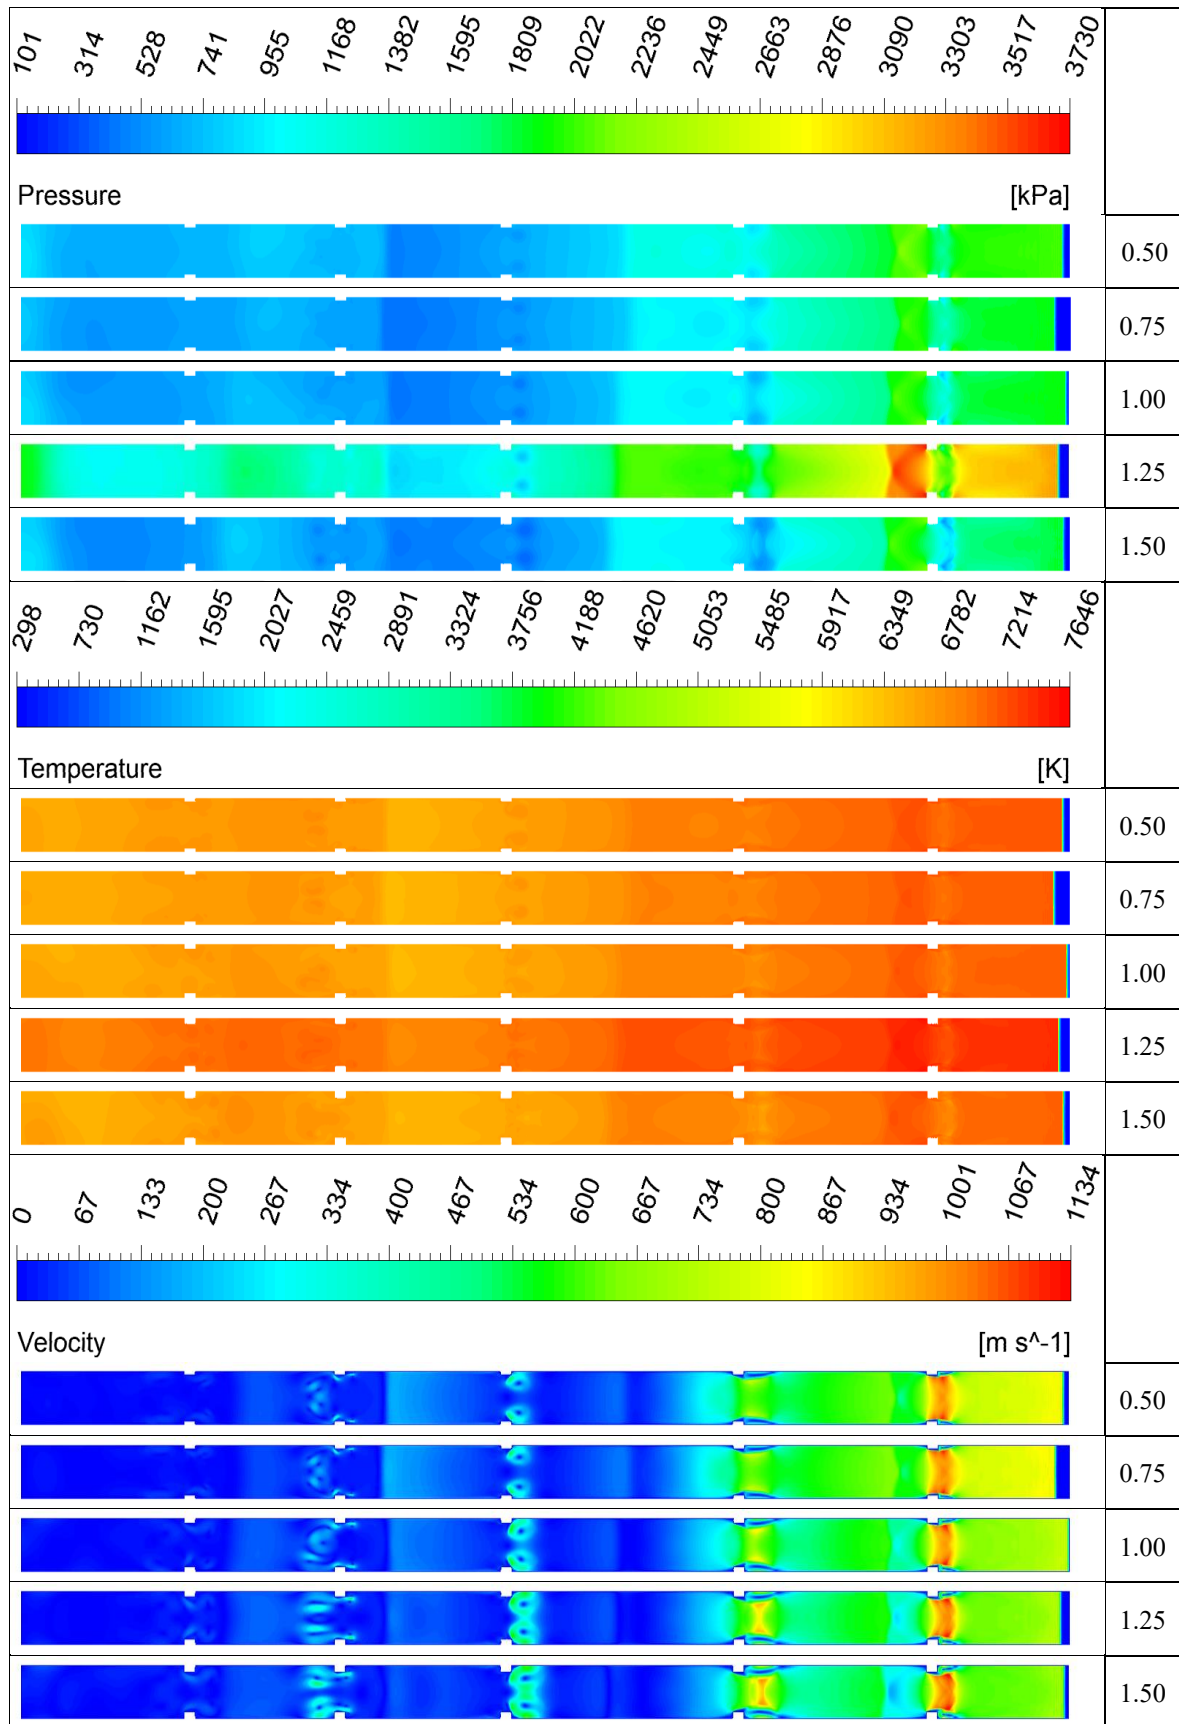 101 314 528 741 955 1168 1382 1595 1809 2022 2236 2449 2663 2876 3090 3303 3517 3730
Pressure [kPa]
0.50
0.75
1.00
1.25
1.50
298 730 1162 1595 2027 2459 2891 3324 3756 4188 4620 5053 5485 5917 6349 6782 7214 7646
Temperature [K]
0.50
0.75
1.00
1.25
1.50
0 67 133 200 267 334 400 467 534 600 667 734 800 867 934 1001 1067 1134
Velocity [m s^-1]
0.50
0.75
1.00
1.25
1.50